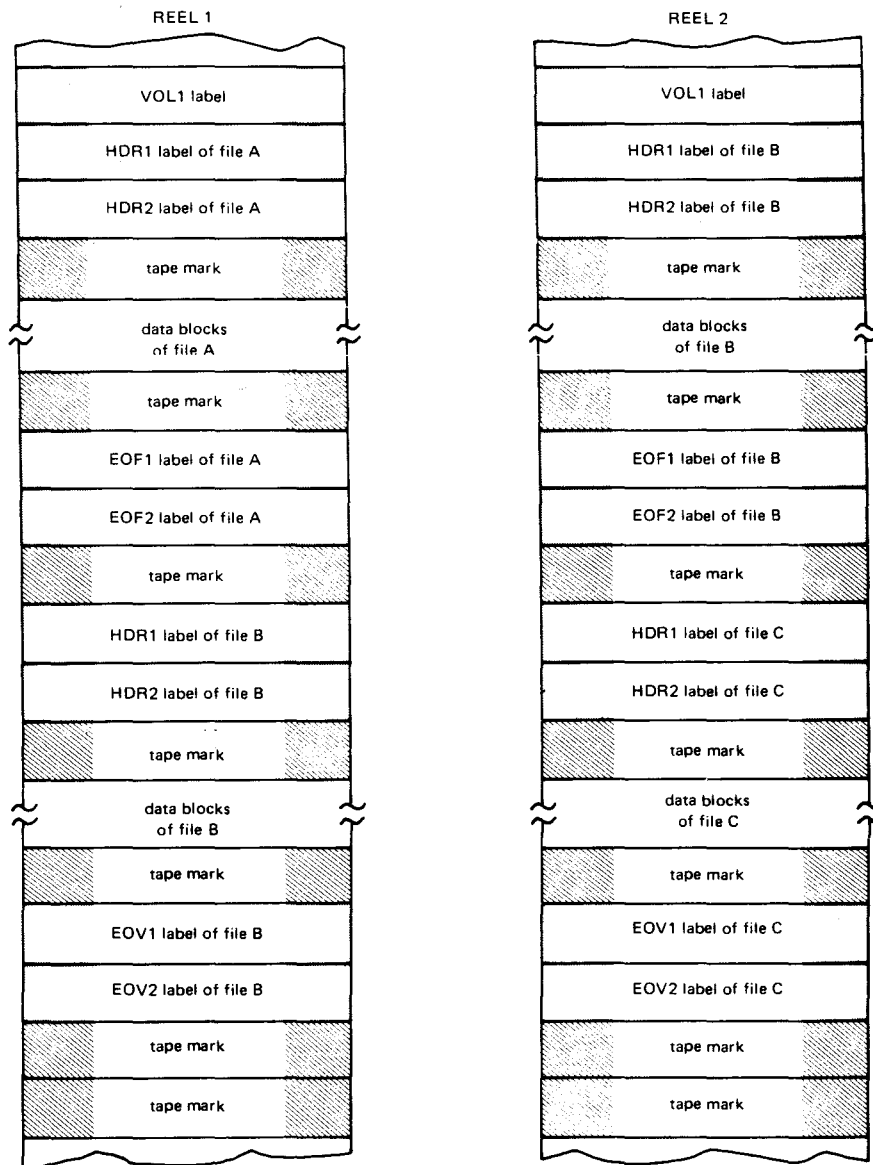 REEL 1
VOL1 label
HDR1 label of file A
HDR2 label of file A
tape mark
data blocks
of file A
tape mark
EOF1 label of file A
EOF2 label of file A
tape mark
HDR1 label of file B
HDR2 label of file B
tape mark
data blocks
of file B
tape mark
EOV1 label of file B
EOV2 label of file B
tape mark
tape mark
REEL 2
VOL1 label
HDR1 label of file B
HDR2 label of file B
tape mark
data blocks
of file B
tape mark
EOF1 label of file B
EOF2 label of file B
tape mark
HDR1 label of file C
HDR2 label of file C
tape mark
data blocks
of file C
tape mark
EOV1 label of file C
EOV2 label of file C
tape mark
tape mark